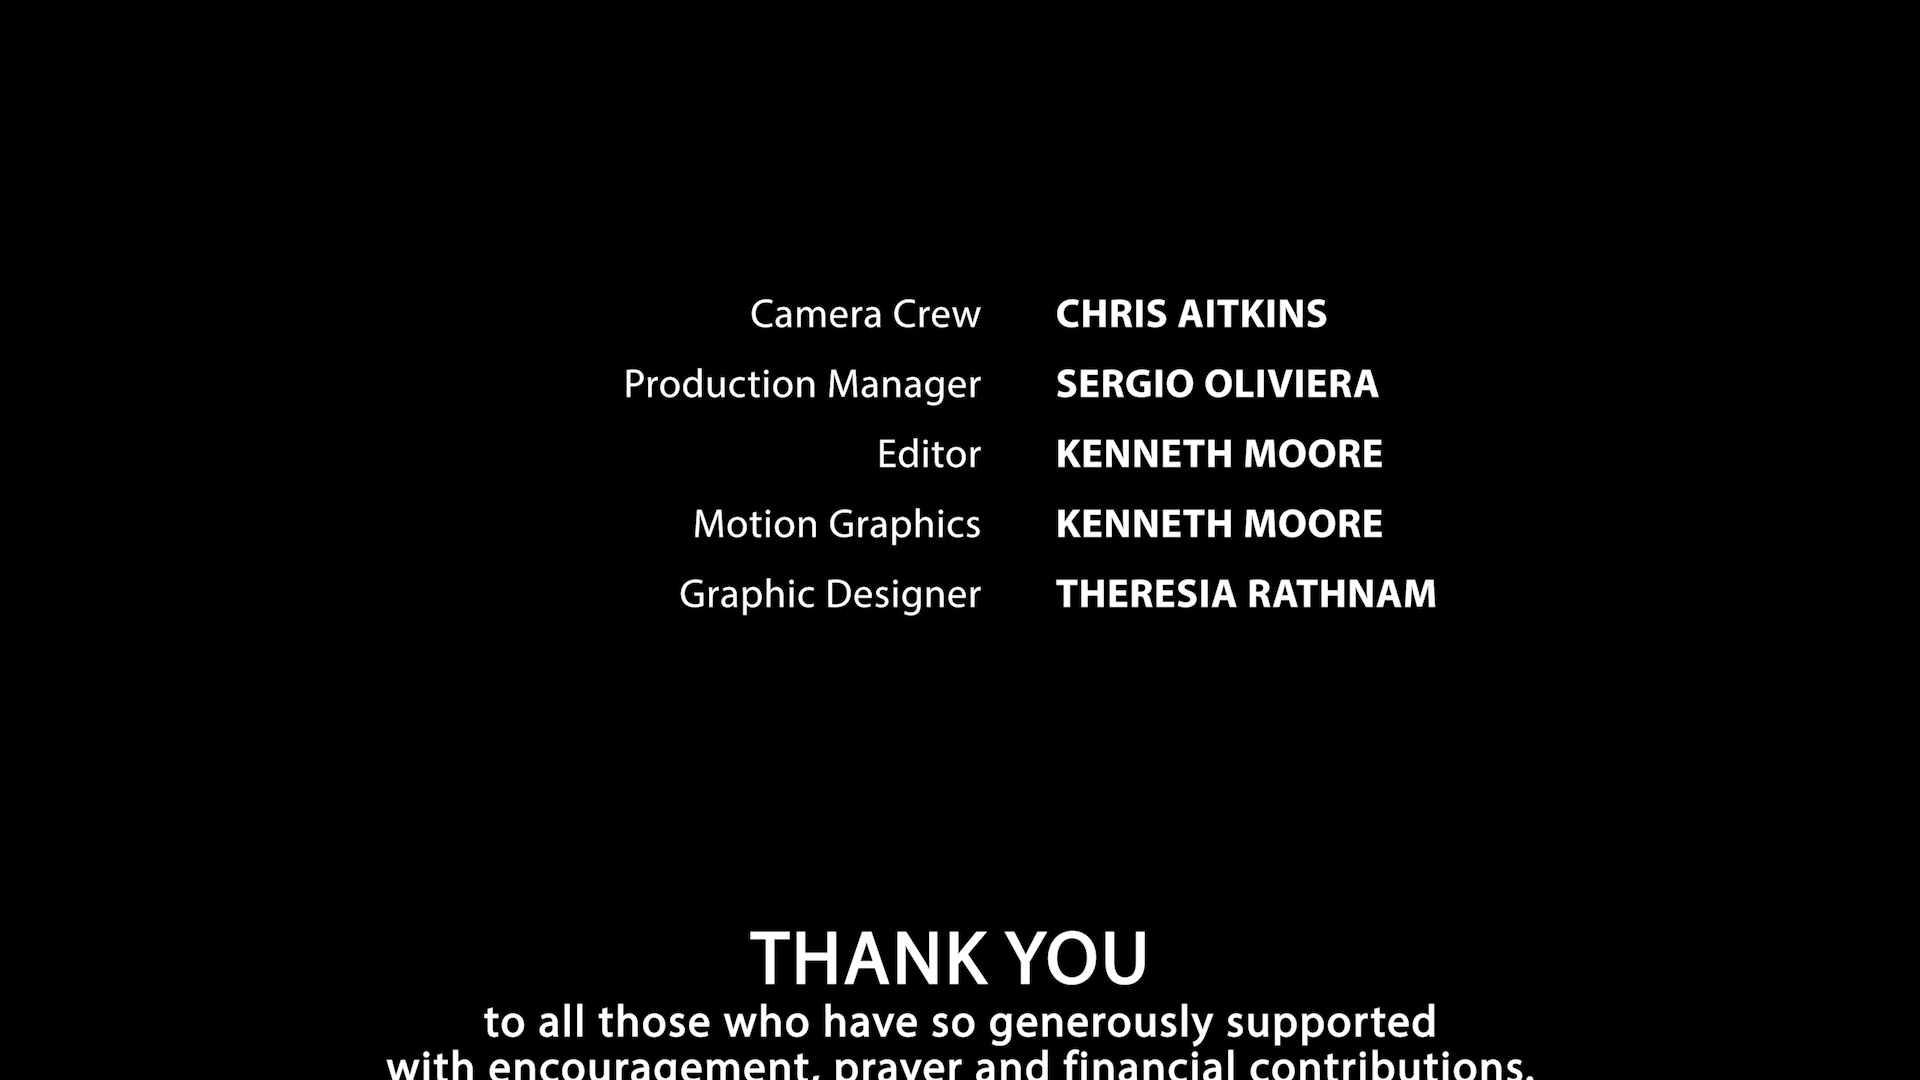 Camera Crew CHRIS AITKINS
Production Manager SERGIO OLIVIERA
Editor KENNETH MOORE
Motion Graphics KENNETH MOORE
Graphic Designer THERESIA RATHNAM
THANK YOU
to all those who have so generously supported
with encouragement, prayer and financial contributions.